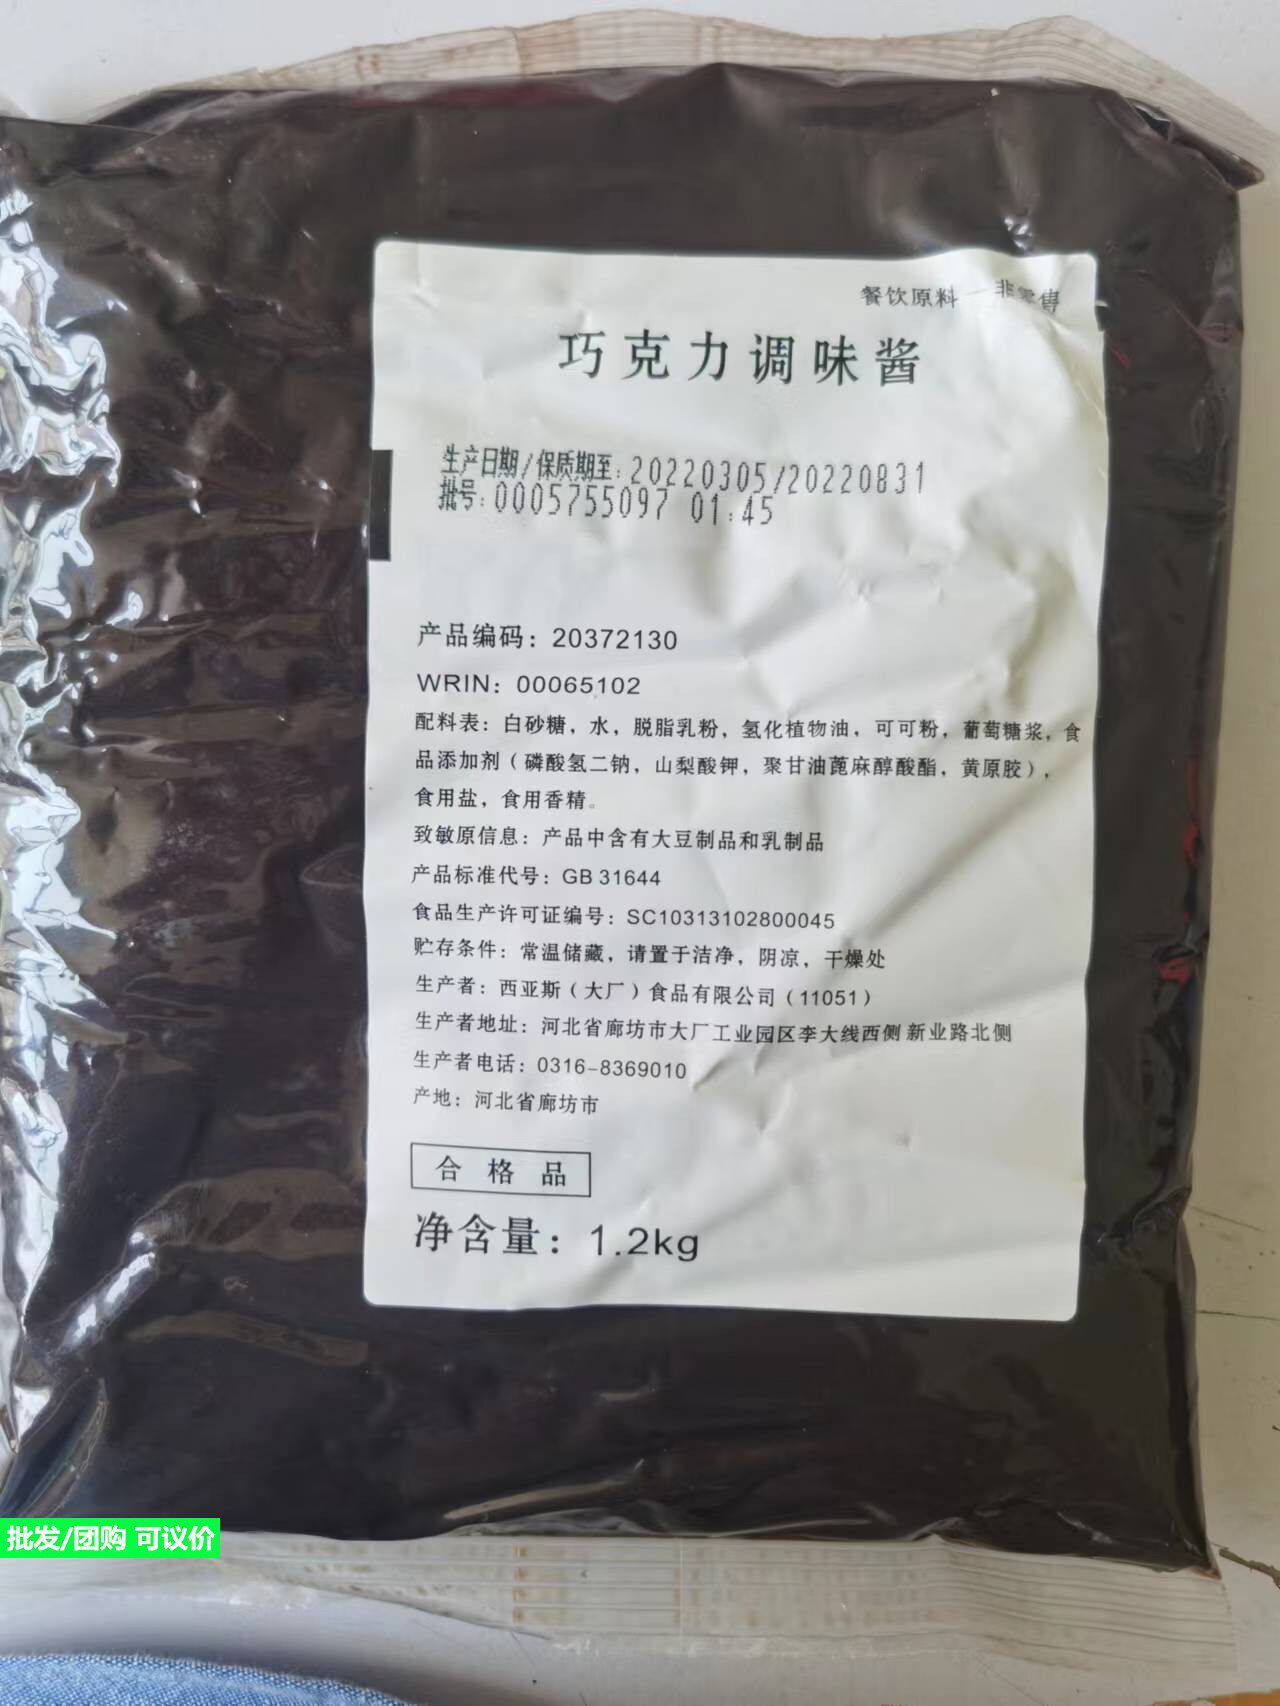 餐饮原料 — 非零售
巧克力调味酱
生产日期/保质期至:20220305/20220831
批号:0005755097 01:45
产品编码：20372130
WRIN：00065102
配料表：白砂糖，水，脱脂乳粉，氢化植物油，可可粉，葡萄糖浆，食
品添加剂（磷酸氢二钠，山梨酸钾，聚甘油蓖麻醇酸酯，黄原胶），
食用盐，食用香精。
致敏原信息：产品中含有大豆制品和乳制品
产品标准代号：GB 31644
食品生产许可证编号：SC10313102800045
贮存条件：常温储藏，请置于洁净，阴凉，干燥处
生产者：西亚斯（大厂）食品有限公司（11051）
生产者地址：河北省廊坊市大厂工业园区李大线西侧 新业路北侧
生产者电话：0316-8369010
产地：河北省廊坊市
合格品
净含量：1.2kg
批发/团购 可议价